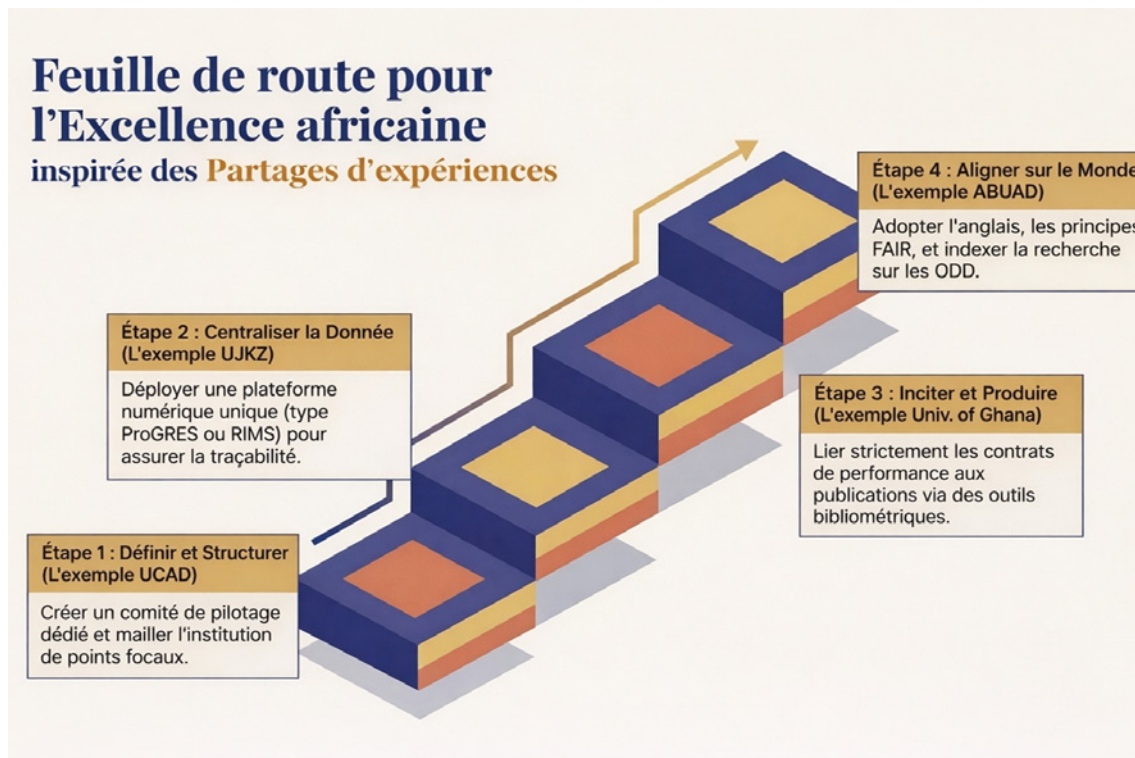 Feuille de route pour
l'Excellence africaine
inspirée des Partages d'expériences
Étape 1 : Définir et Structurer
(L'exemple UCAD)
Créer un comité de pilotage
dédié et mailler l'institution
de points focaux.
Étape 2 : Centraliser la Donnée
(L'exemple UJKZ)
Déployer une plateforme
numérique unique (type
ProGRES ou RIMS) pour
assurer la traçabilité.
Étape 3 : Inciter et Produire
(L'exemple Univ. of Ghana)
Lier strictement les contrats
de performance aux
publications via des outils
bibliométriques.
Étape 4 : Aligner sur le Monde
(L'exemple ABUAD)
Adopter l'anglais, les principes
FAIR, et indexer la recherche
sur les ODD.